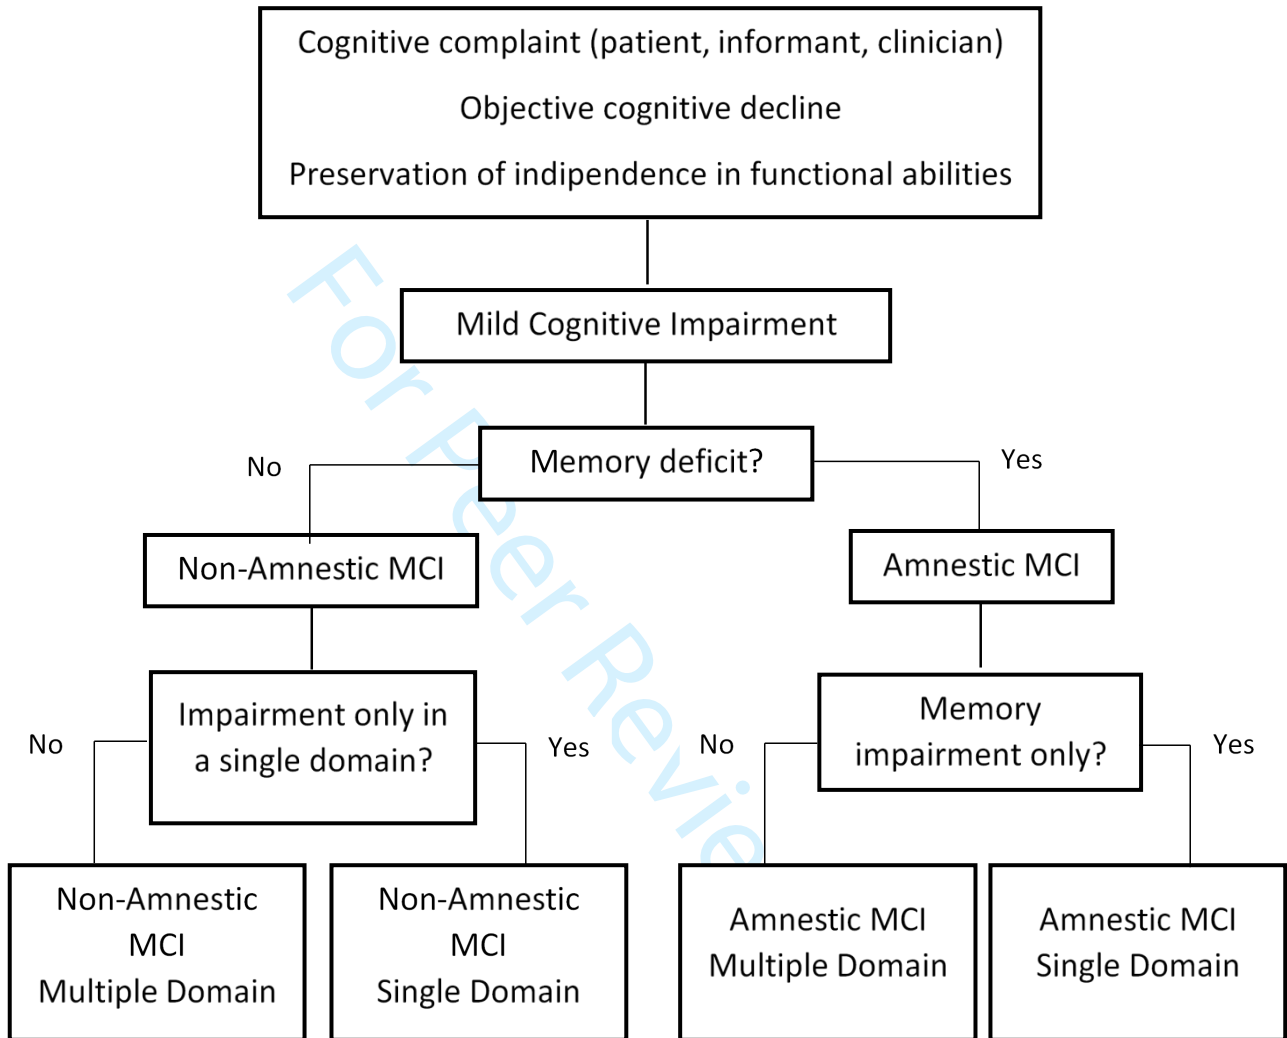 Cognitive complaint (patient, informant, clinician)
Objective cognitive decline
Preservation of indipendence in functional abilities
Mild Cognitive Impairment
Memory deficit?
No
Yes
Non-Amnestic MCI
Amnestic MCI
Impairment only in
a single domain?
No
Yes
Memory
impairment only?
No
Yes
Non-Amnestic
MCI
Multiple Domain
Non-Amnestic
MCI
Single Domain
Amnestic MCI
Multiple Domain
Amnestic MCI
Single Domain
For Peer Revie